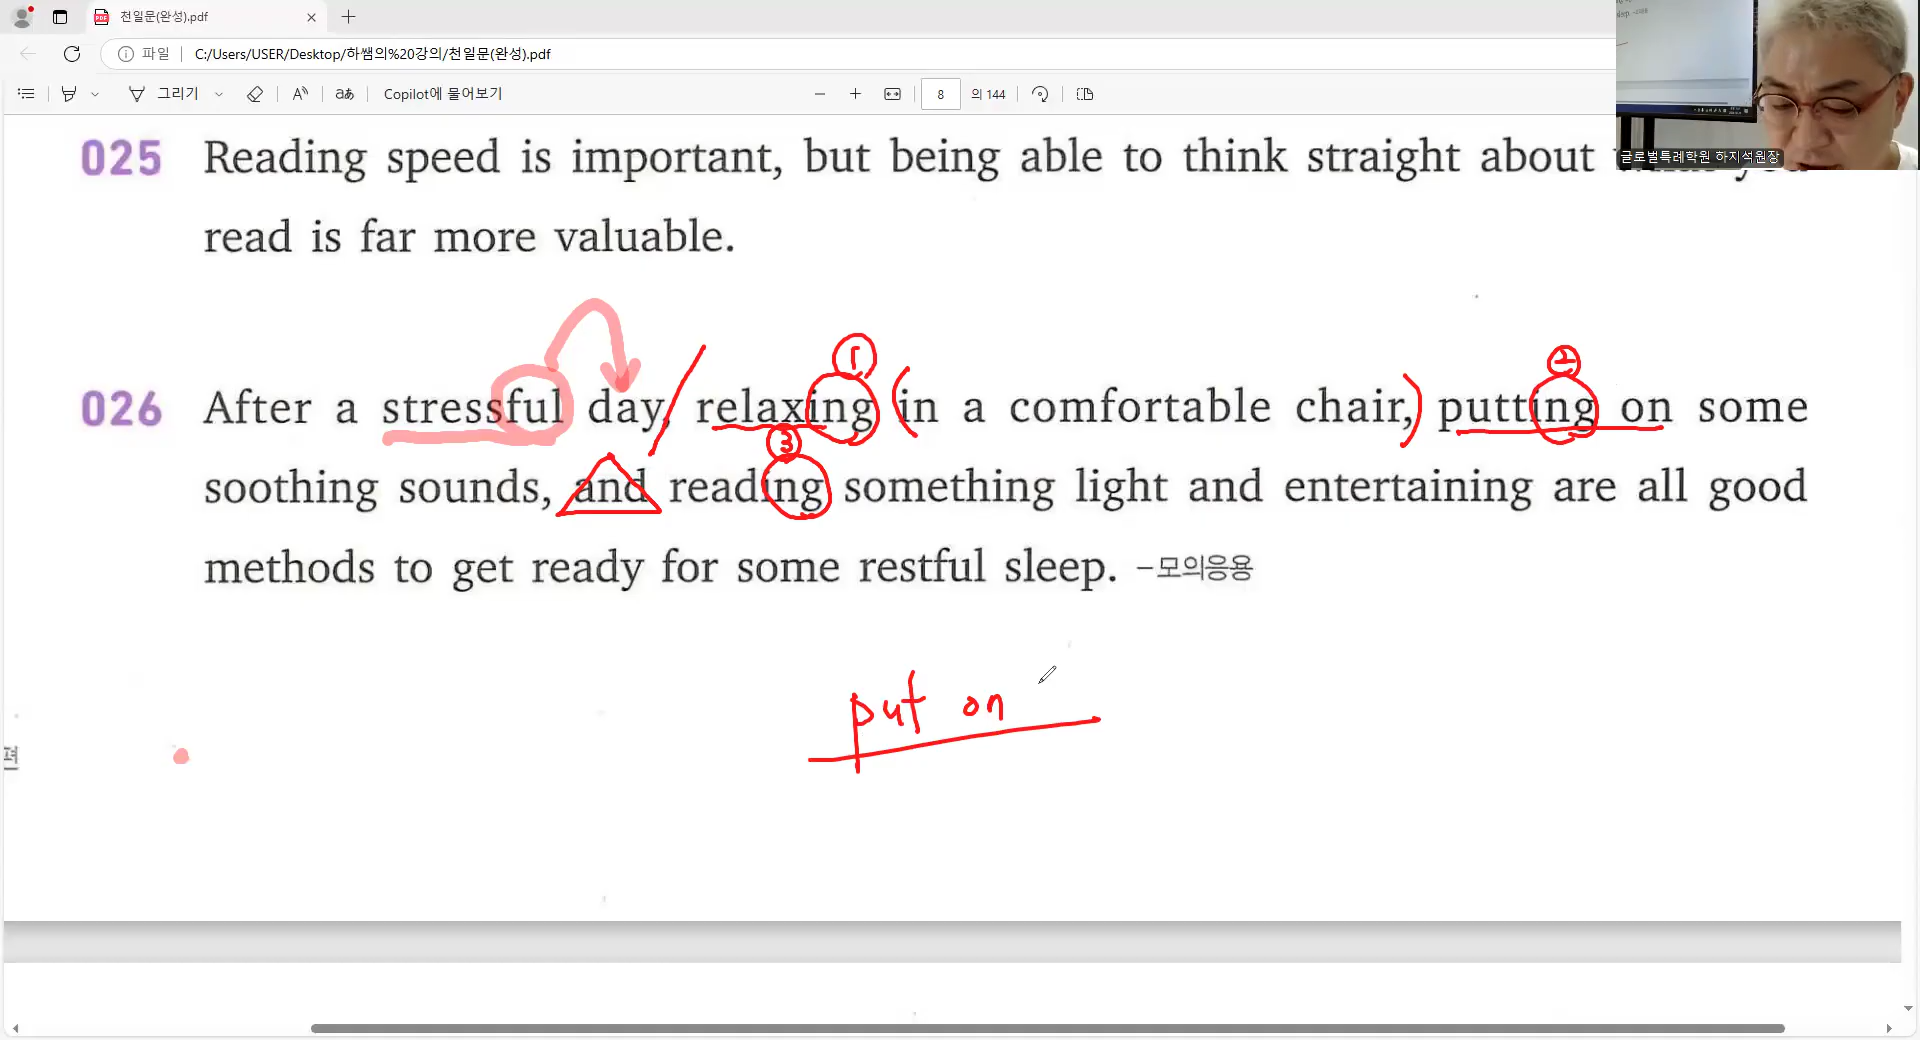 천일문(완성).pdf
파일 C:/Users/USER/Desktop/하쌤의%20강의/천일문(완성).pdf
그리기 aあ Copilot에 물어보기 8 의 144
글로벌특례학원 하지석원장
025 Reading speed is important, but being able to think straight about
read is far more valuable.
1 2
026 After a stressful day, relaxing (in a comfortable chair,) putting on some
3
soothing sounds, and reading something light and entertaining are all good
methods to get ready for some restful sleep. –모의응용
put on
편